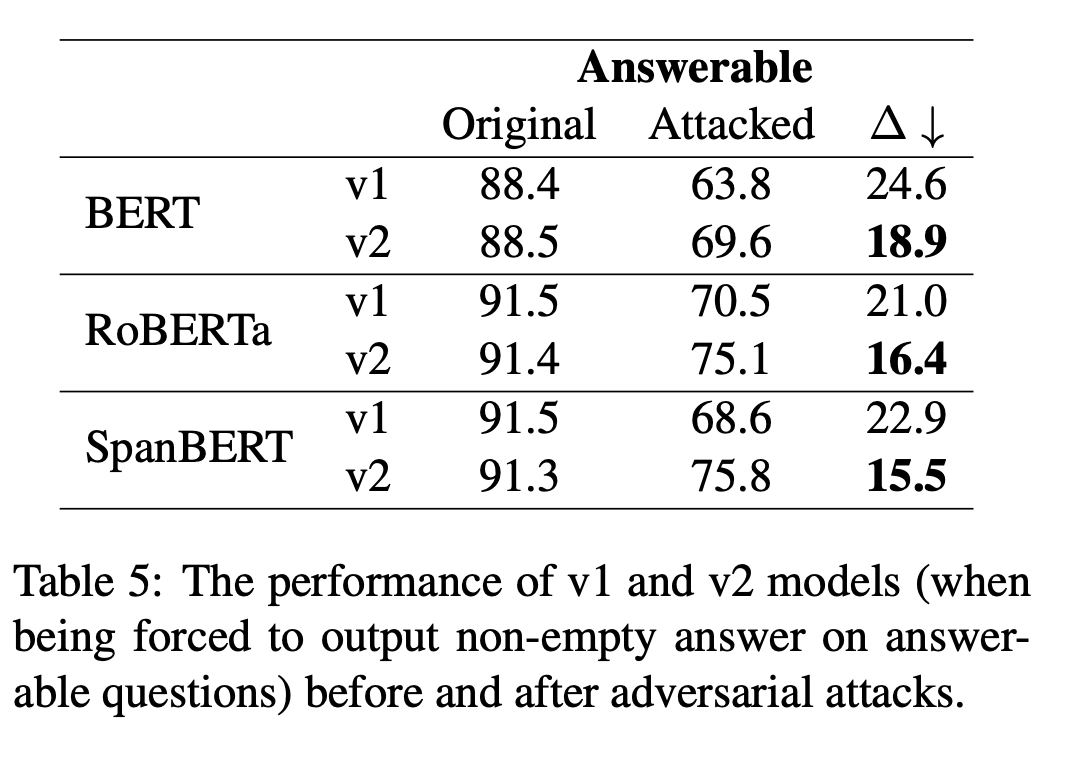 Answerable
Original Attacked Δ ↓
BERT v1 88.4 63.8 24.6
v2 88.5 69.6 18.9
RoBERTa v1 91.5 70.5 21.0
v2 91.4 75.1 16.4
SpanBERT v1 91.5 68.6 22.9
v2 91.3 75.8 15.5
Table 5: The performance of v1 and v2 models (when
being forced to output non-empty answer on answer-
able questions) before and after adversarial attacks.